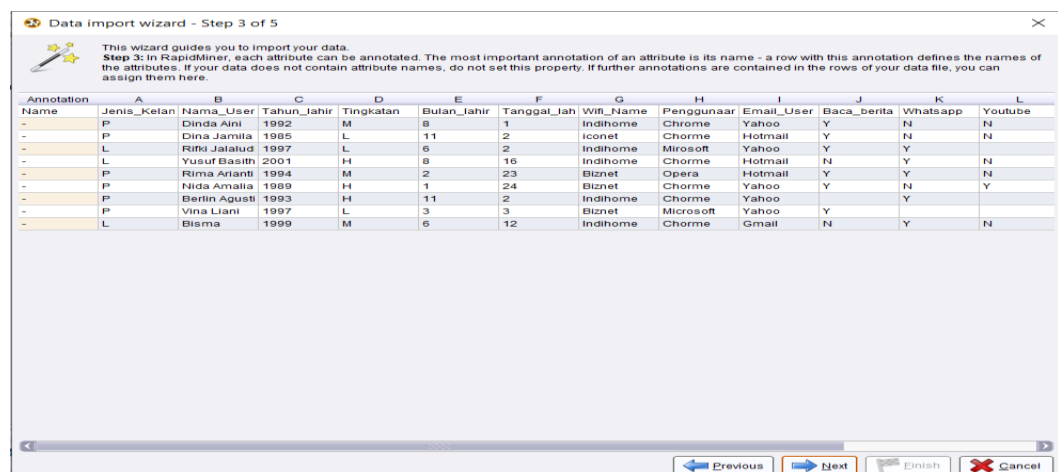 Data import wizard - Step 3 of 5
This wizard guides you to import your data.
Step 3: In RapidMiner, each attribute can be annotated. The most important annotation of an attribute is its name - a row with this annotation defines the names of
the attributes. If your data does not contain attribute names, do not set this property. If further annotations are contained in the rows of your data file, you can
assign them here.
Annotation A B C D E F G H I J K L
Name Jenis_Kelan Nama_User Tahun_lahir Tingkatan Bulan_lahir Tanggal_lah Wifi_Name Penggunaar Email_User Baca_berita Whatsapp Youtube
- P Dinda Aini 1992 M 8 1 Indihome Chrome Yahoo Y N N
- P Dina Jamila 1985 L 11 2 iconet Chorme Hotmail Y N N
- L Rifki Jalalud 1997 L 6 2 Indihome Mirosoft Yahoo Y Y
- L Yusuf Basith 2001 H 8 16 Indihome Chorme Hotmail N Y N
- P Rima Arianti 1994 M 2 23 Biznet Opera Hotmail Y Y N
- P Nida Amalia 1989 H 1 24 Biznet Chorme Yahoo Y N Y
- P Berlin Agusti 1993 H 11 2 Indihome Chorme Yahoo Y
- P Vina Liani 1997 L 3 3 Biznet Microsoft Yahoo Y
- L Bisma 1999 M 6 12 Indihome Chorme Gmail N Y N
Previous Next Finish Cancel